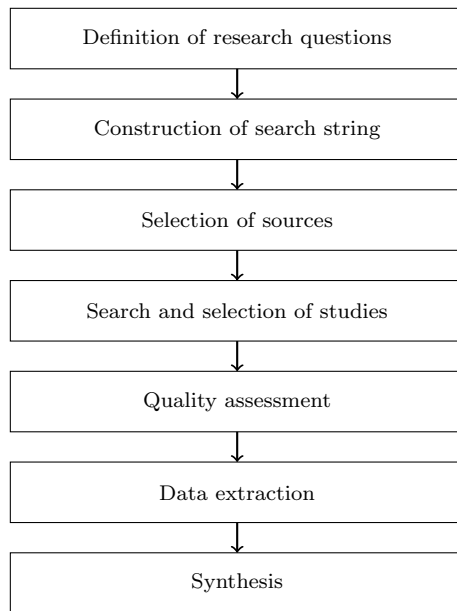 Definition of research questions
Construction of search string
Selection of sources
Search and selection of studies
Quality assessment
Data extraction
Synthesis